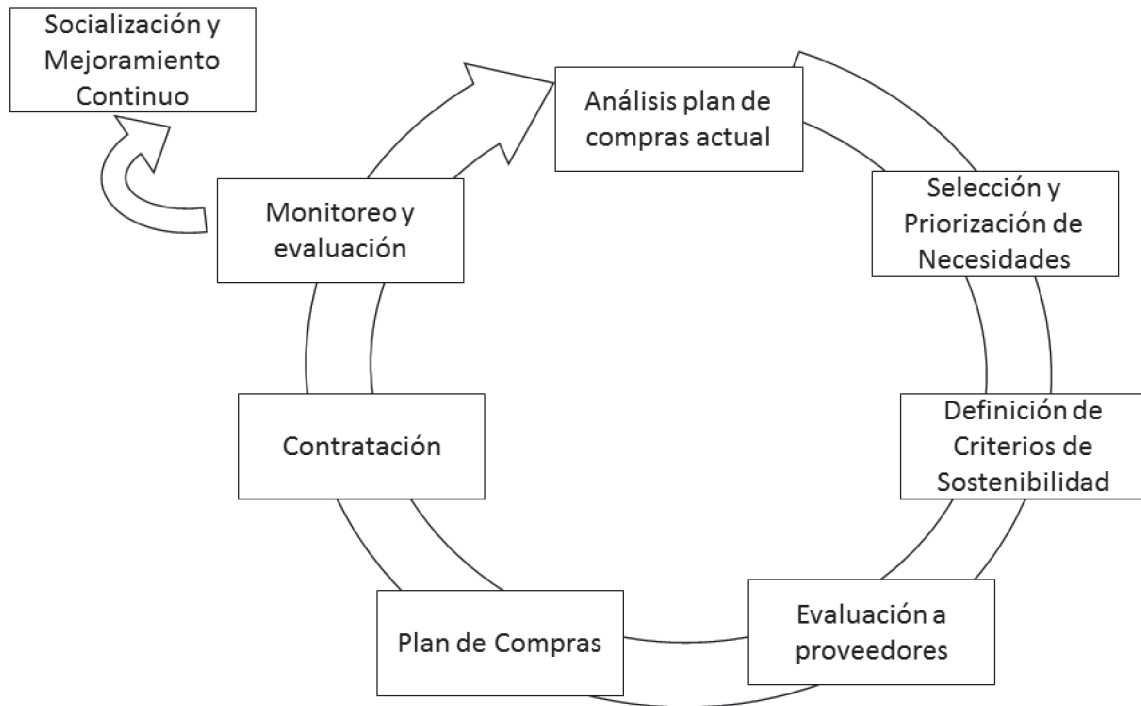 Socialización y
Mejoramiento
Continuo
Análisis plan de
compras actual
Selección y
Priorización de
Necesidades
Definición de
Criterios de
Sostenibilidad
Evaluación a
proveedores
Plan de Compras
Contratación
Monitoreo y
evaluación